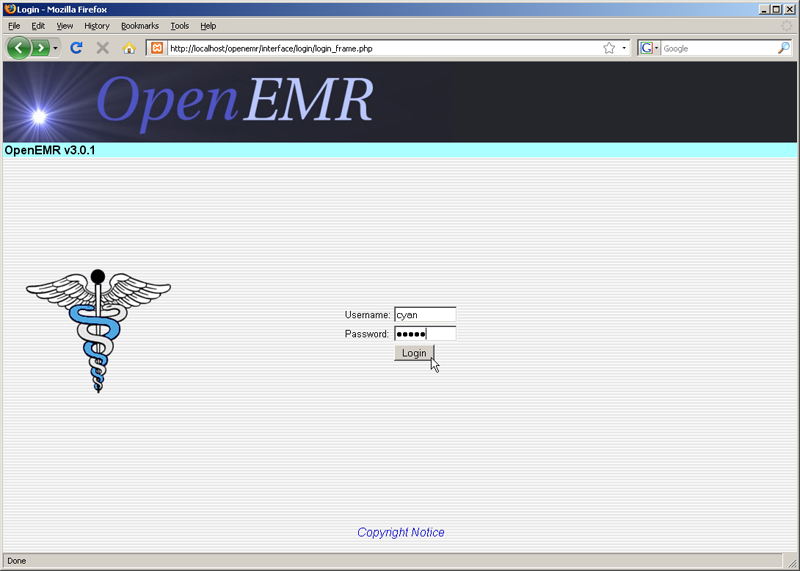 Login - Mozilla Firefox
File Edit View History Bookmarks Tools Help
http://localhost/openemr/interface/login/login_frame.php
Google
OpenEMR
OpenEMR v3.0.1
Username: cyan
Password: ●●●●●
Login
Copyright Notice
Done